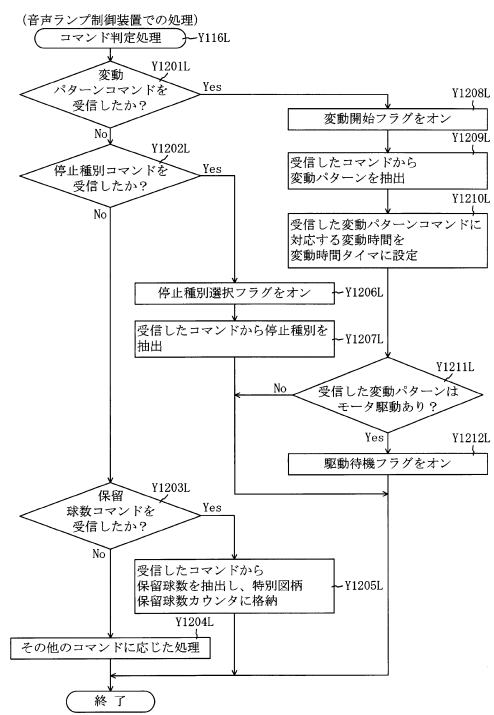 (音声ランプ制御装置での処理)
コマンド判定処理
Y116L
Y1201L
変動
パターンコマンドを
受信したか?
Yes
No
Y1208L
変動開始フラグをオン
Y1209L
受信したコマンドから
変動パターンを抽出
Y1202L
停止種別コマンドを
受信したか?
Yes
No
Y1210L
受信した変動パターンコマンドに
対応する変動時間を
変動時間タイマに設定
停止種別選択フラグをオン
Y1206L
受信したコマンドから停止種別を
抽出
Y1207L
Y1211L
受信した変動パターンは
モータ駆動あり?
No
Yes
Y1212L
駆動待機フラグをオン
Y1203L
保留
球数コマンドを
受信したか?
Yes
No
受信したコマンドから
保留球数を抽出し、特別図柄
保留球数カウンタに格納
Y1205L
Y1204L
その他のコマンドに応じた処理
終了